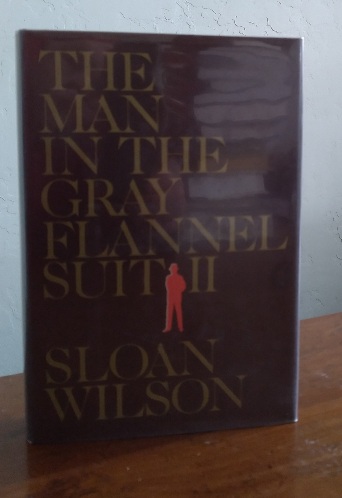 THE
MAN
IN THE
GRAY
FLANNEL
SUIT II
SLOAN
WILSON